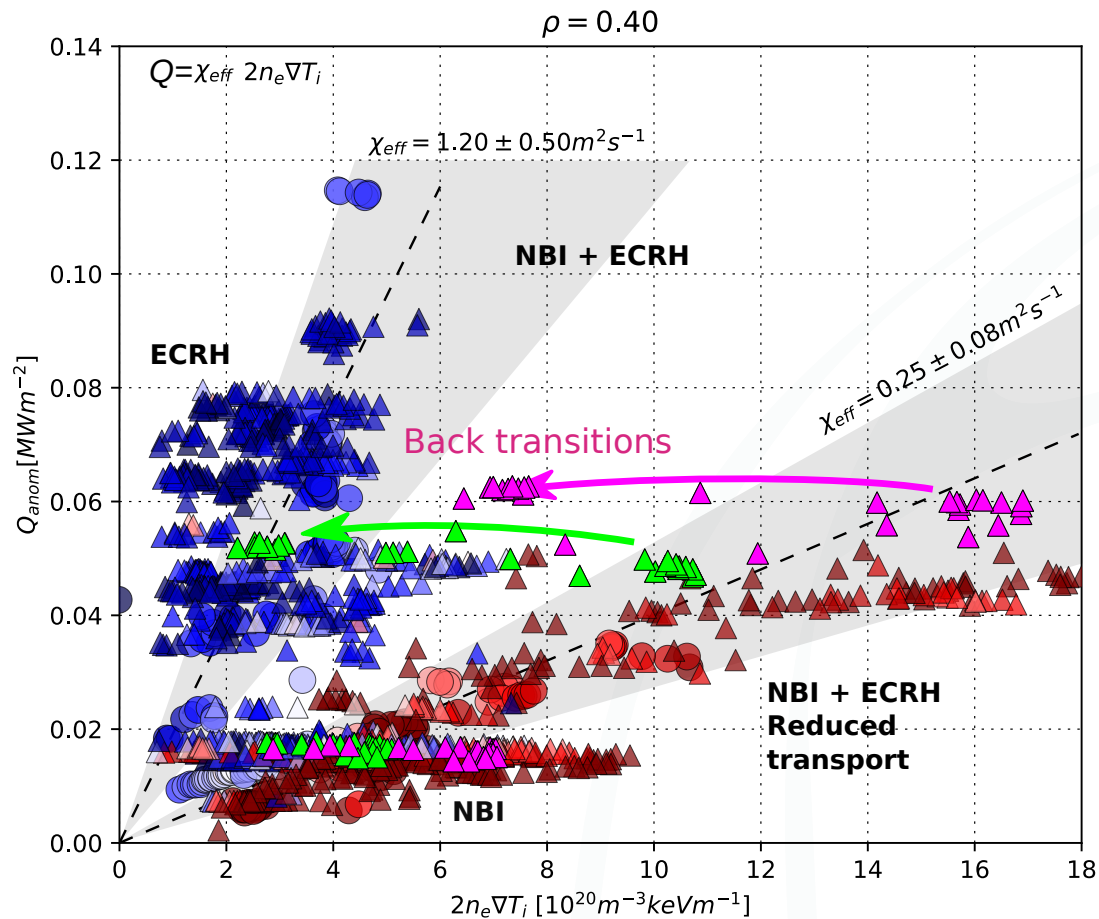 ρ = 0.40
Q=χ_eff 2n_e∇T_i
χ_eff = 1.20 ± 0.50m²s⁻¹
NBI + ECRH
ECRH
χ_eff = 0.25 ± 0.08m²s⁻¹
Back transitions
NBI + ECRH
Reduced
transport
NBI
Q_anom[MWm⁻²]
0.14
0.12
0.10
0.08
0.06
0.04
0.02
0.00
0 2 4 6 8 10 12 14 16 18
2n_e∇T_i [10²⁰m⁻³keVm⁻¹]